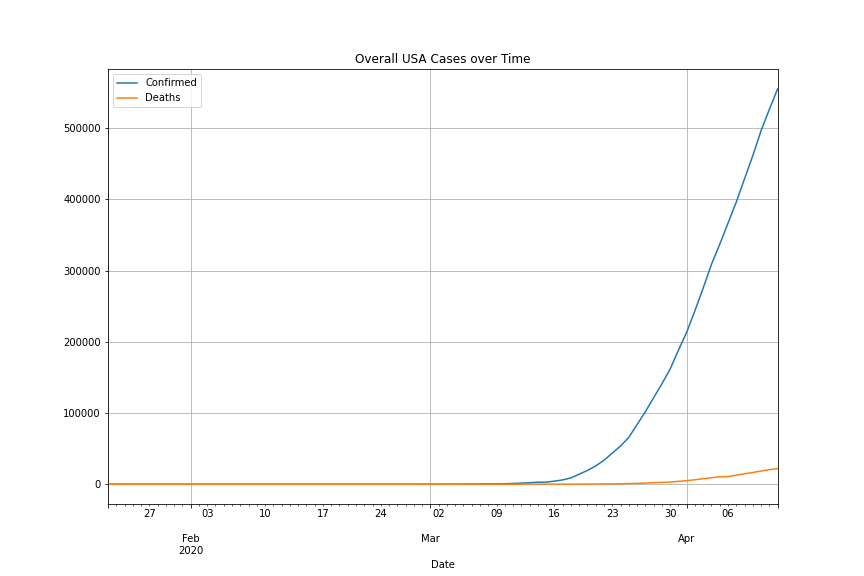 Overall USA Cases over Time
Confirmed
Deaths
500000
400000
300000
200000
100000
0
27 03 10 17 24 02 09 16 23 30 06
Feb Mar Apr
2020
Date